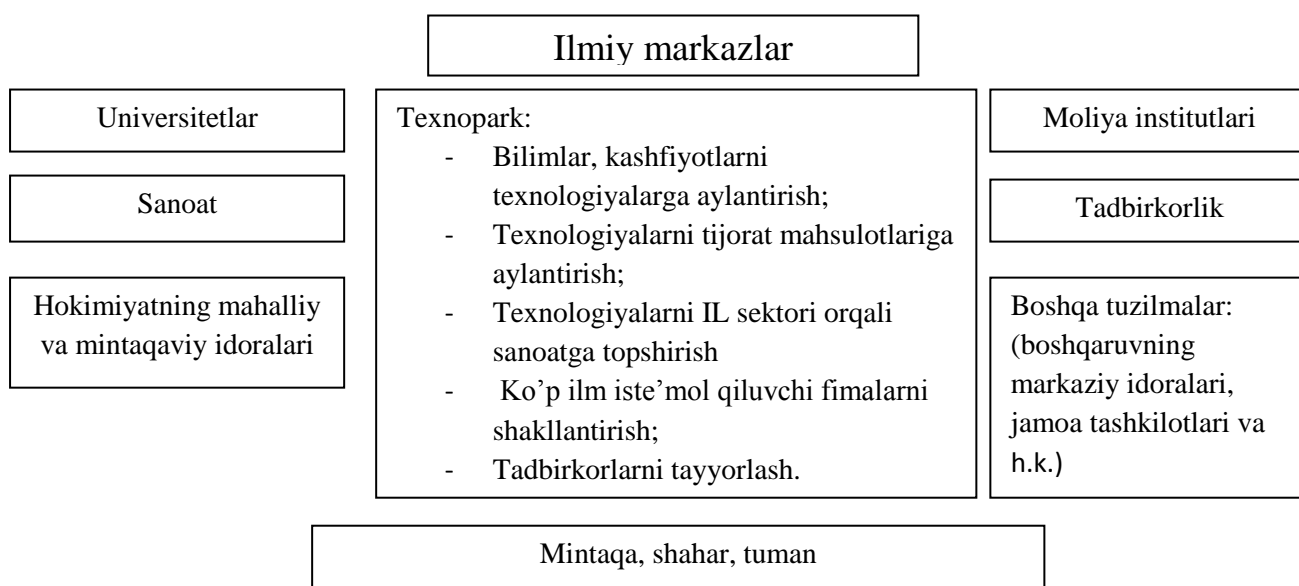 Ilmiy markazlar
Universitetlar
Sanoat
Hokimiyatning mahalliy
va mintaqaviy idoralari
Texnopark:
- Bilimlar, kashfiyotlarni
texnologiyalarga aylantirish;
- Texnologiyalarni tijorat mahsulotlariga
aylantirish;
- Texnologiyalarni IL sektori orqali
sanoatga topshirish
- Ko’p ilm iste’mol qiluvchi fimalarni
shakllantirish;
- Tadbirkorlarni tayyorlash.
Moliya institutlari
Tadbirkorlik
Boshqa tuzilmalar:
(boshqaruvning
markaziy idoralari,
jamoa tashkilotlari va
h.k.)
Mintaqa, shahar, tuman